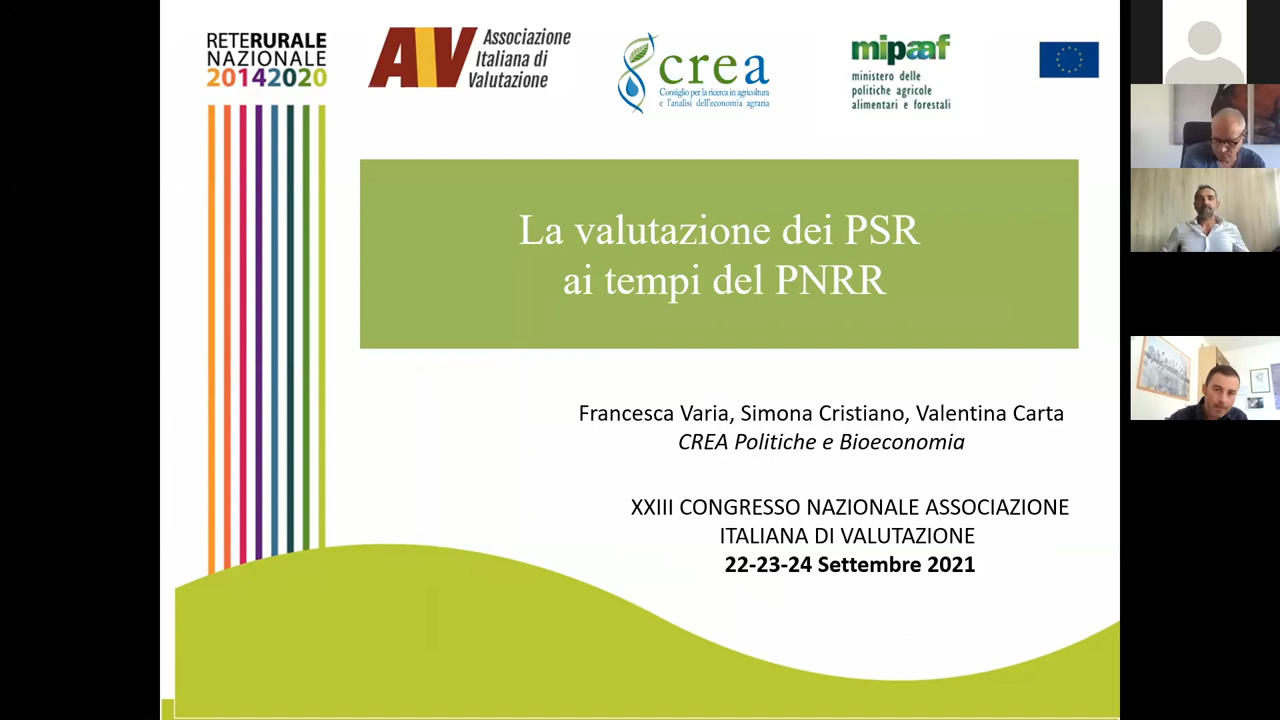 RETERURALE
NAZIONALE
20142020
AIV
Associazione
Italiana di
Valutazione
crea
Consiglio per la ricerca in agricoltura
e l'analisi dell'economia agraria
mipaaf
ministero delle
politiche agricole
alimentari e forestali
La valutazione dei PSR
ai tempi del PNRR
Francesca Varia, Simona Cristiano, Valentina Carta
CREA Politiche e Bioeconomia
XXIII CONGRESSO NAZIONALE ASSOCIAZIONE
ITALIANA DI VALUTAZIONE
22-23-24 Settembre 2021